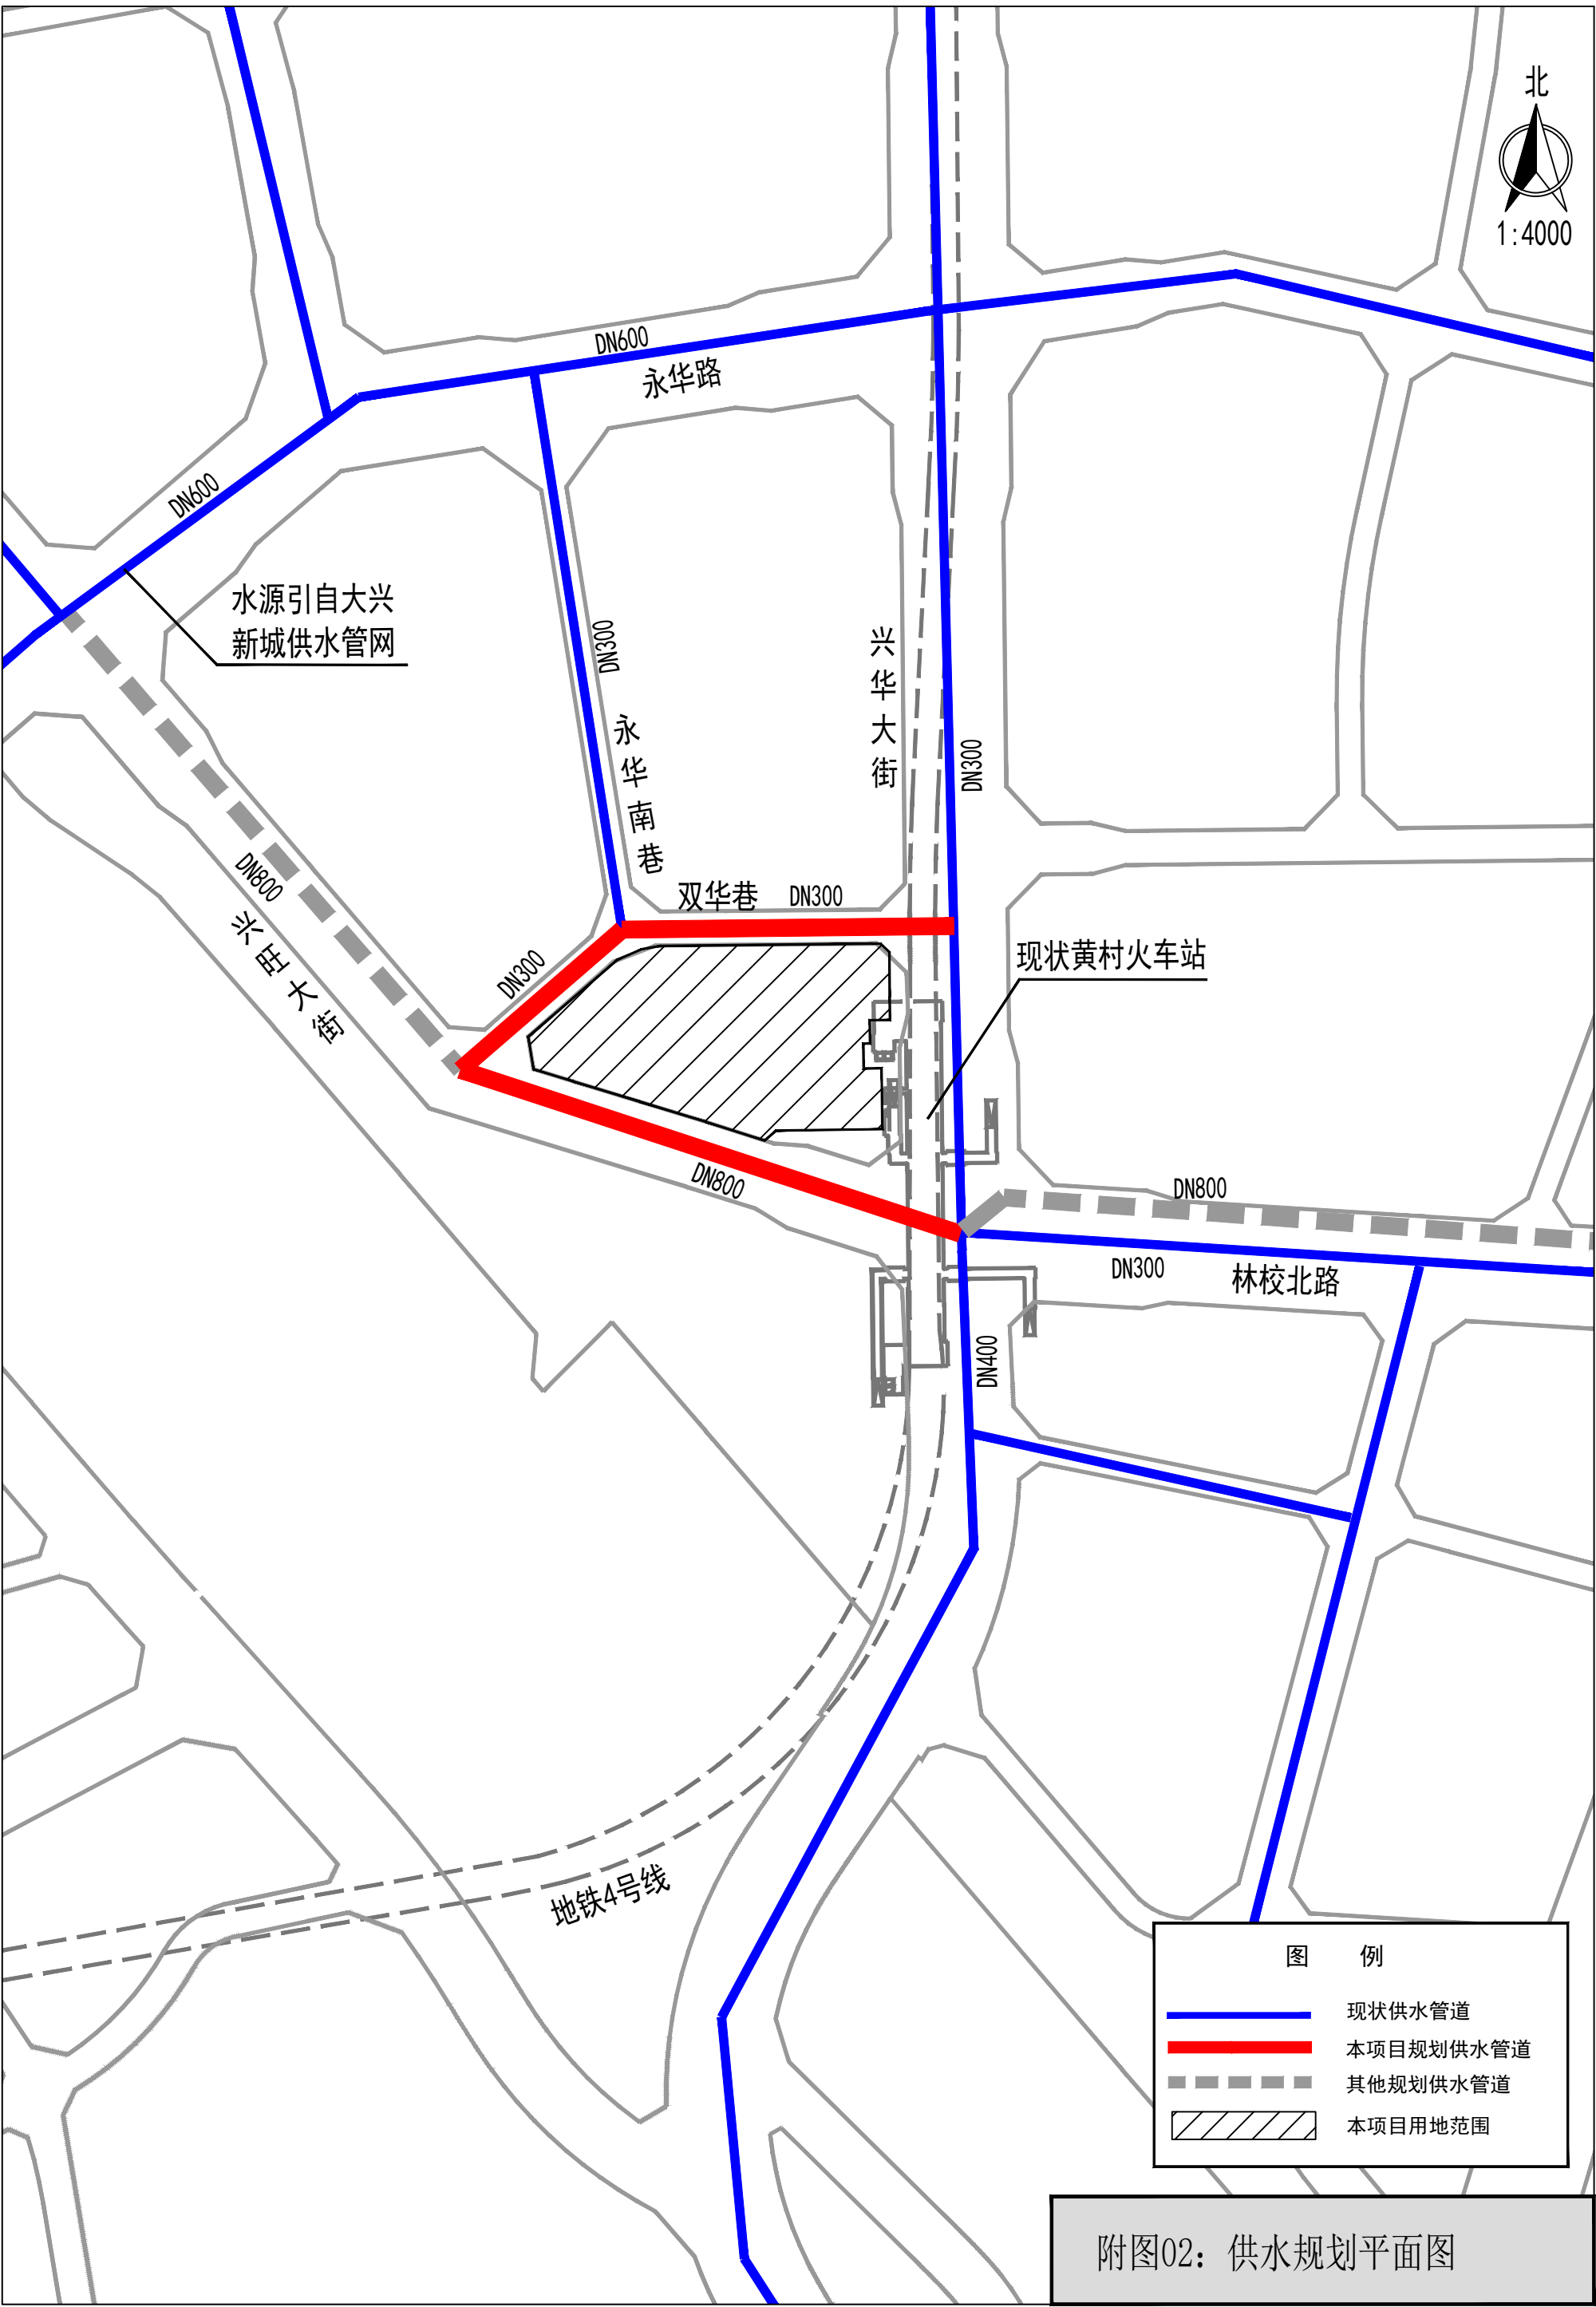 北
1:4000
DN600
永华路
DN600
水源引自大兴
新城供水管网
DN300
永华南巷
兴华大街
DN300
双华巷
DN300
DN800
兴旺大街
DN300
现状黄村火车站
DN800
DN800
DN300
林校北路
DN400
地铁4号线
图 例
现状供水管道
本项目规划供水管道
其他规划供水管道
本项目用地范围
附图02：供水规划平面图